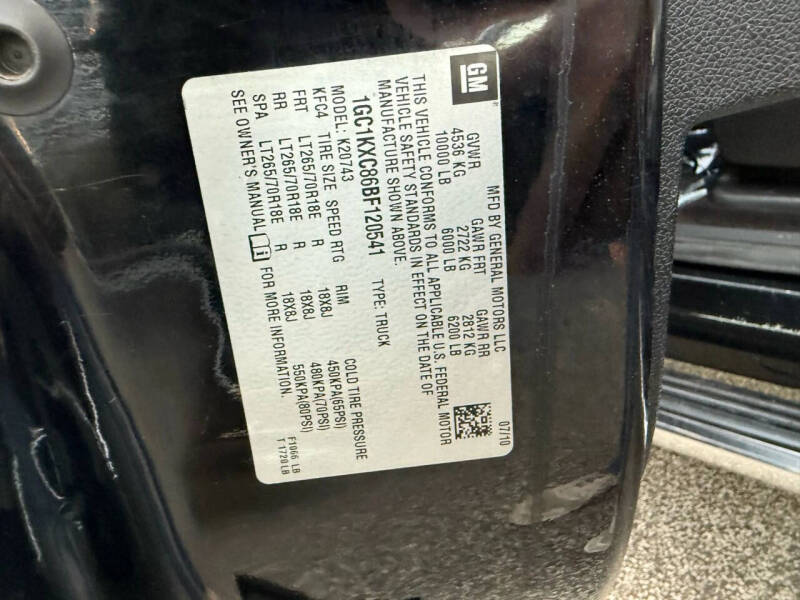 GM
MFD BY GENERAL MOTORS LLC 07/10
GVWR GAWR FRT GAWR RR
4536 KG 2722 KG 2812 KG
10000 LB 6000 LB 6200 LB
THIS VEHICLE CONFORMS TO ALL APPLICABLE U.S. FEDERAL MOTOR
VEHICLE SAFETY STANDARDS IN EFFECT ON THE DATE OF
MANUFACTURE SHOWN ABOVE.
1GC1KXC86BF120541 TYPE: TRUCK
MODEL: K20743
KFC4 TIRE SIZE SPEED RTG RIM COLD TIRE PRESSURE
FRT LT265/70R18E R 18X8J 450KPA(65PSI)
RR LT265/70R18E R 18X8J 480KPA(70PSI)
SPA LT265/70R18E R 18X8J 550KPA(80PSI)
SEE OWNER'S MANUAL FOR MORE INFORMATION. F1066 LB
T1720 LB